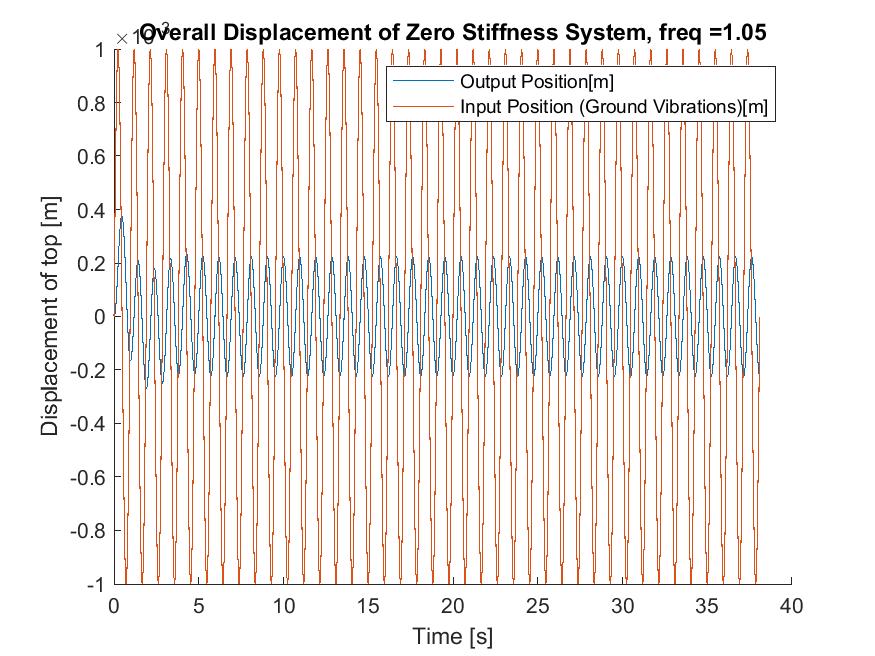 Overall Displacement of Zero Stiffness System, freq =1.05
×10⁻³
Output Position[m]
Input Position (Ground Vibrations)[m]
Displacement of top [m]
1
0.8
0.6
0.4
0.2
0
-0.2
-0.4
-0.6
-0.8
-1
0 5 10 15 20 25 30 35 40
Time [s]